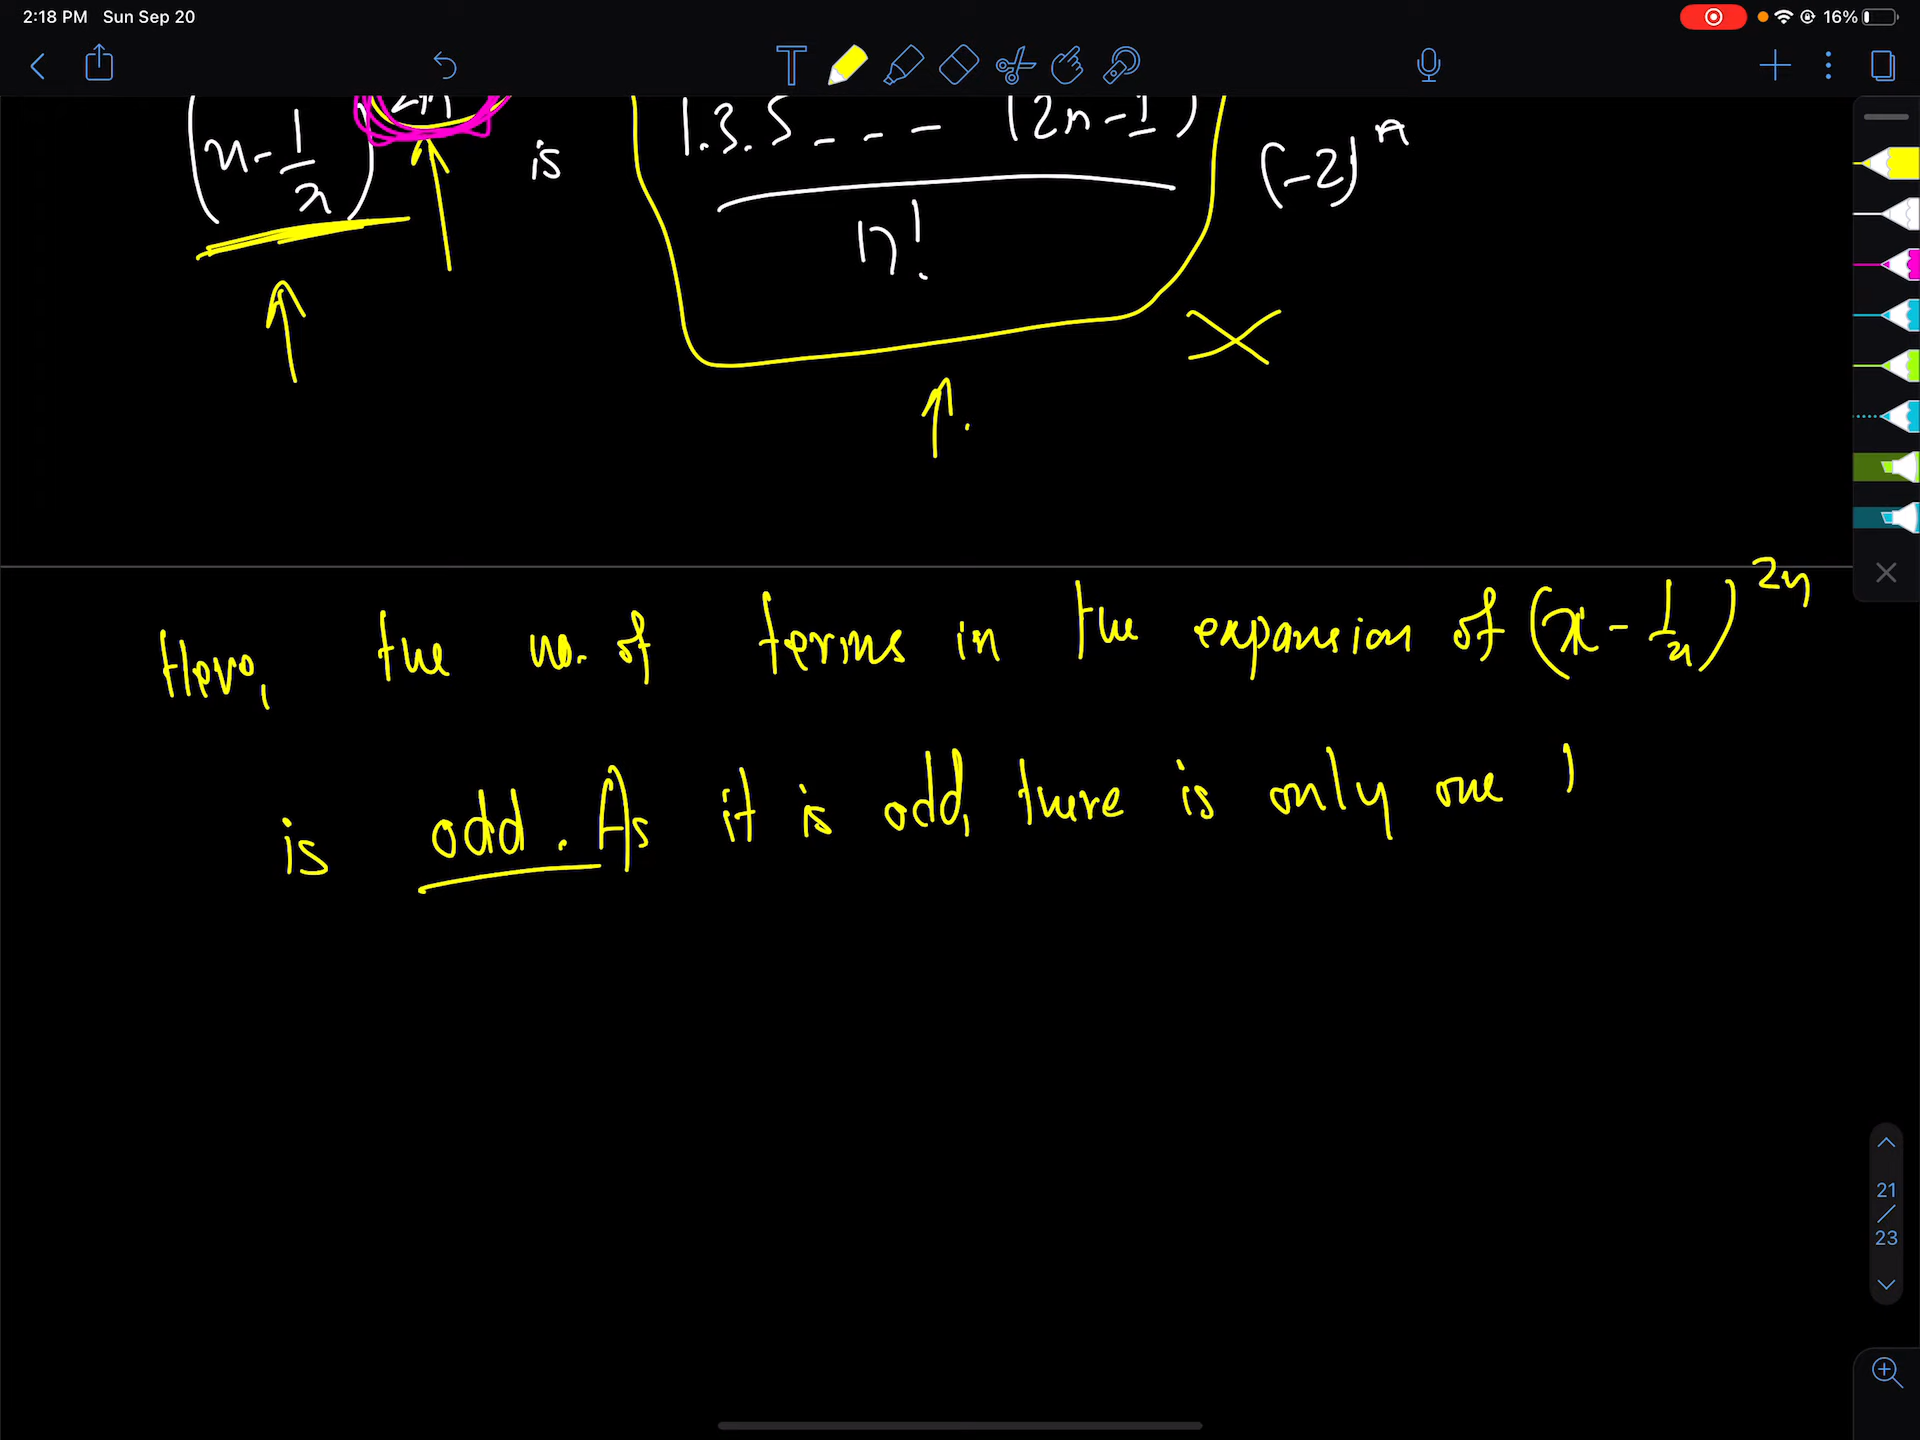 2:18 PM Sun Sep 20
16%
(x - 1/x)^2n is 1.3.5 - - - (2n-1) / n! (-2)^n
×
Here, the no. of terms in the expansion of (x - 1/x)^2n
is odd. As it is odd, there is only one
21
/
23